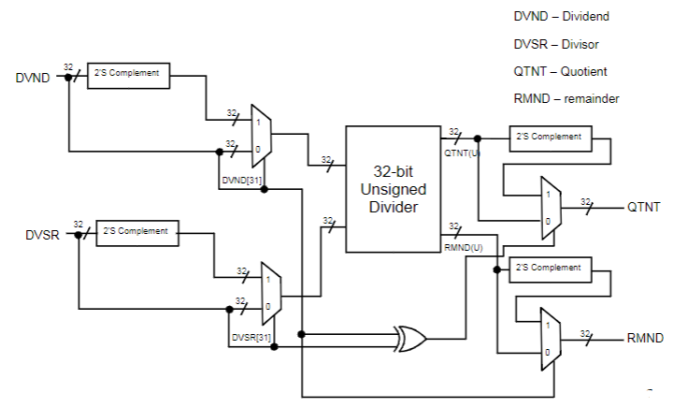 DVND – Dividend
DVSR – Divisor
QTNT – Quotient
RMND – remainder
DVND
32
2'S Complement
32
1
32
0
DVND[31]
32
32-bit
Unsigned
Divider
32
QTNT(U)
2'S Complement
1
0
32
QTNT
DVSR
32
2'S Complement
32
1
32
0
DVSR[31]
32
32
RMND(U)
2'S Complement
1
0
32
RMND